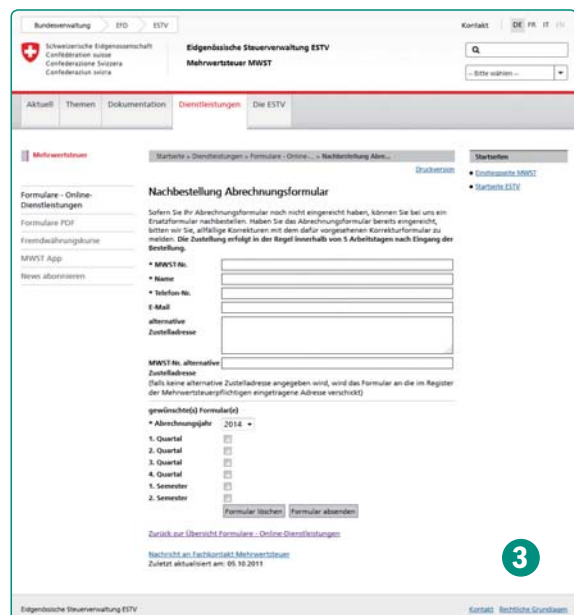 Bundesverwaltung EFD ESTV
Kontakt DE FR IT EN
Schweizerische Eidgenossenschaft
Confédération suisse
Confederazione Svizzera
Confederaziun svizra
Eidgenössische Steuerverwaltung ESTV
Mehrwertsteuer MWST
-- Bitte wählen --
Aktuell Themen Dokumentation Dienstleistungen Die ESTV
Mehrwertsteuer
Formulare - Online-
Dienstleistungen
Formulare PDF
Fremdwährungskurse
MWST App
News abonnieren
Startseite » Dienstleistungen » Formulare - Online-... » Nachbestellung Abre...
Druckversion
Nachbestellung Abrechnungsformular
Sofern Sie Ihr Abrechnungsformular noch nicht eingereicht haben, können Sie bei uns ein
Ersatzformular nachbestellen. Haben Sie das Abrechnungsformular bereits eingereicht,
bitten wir Sie, allfällige Korrekturen mit dem dafür vorgesehenen Korrekturformular zu
melden. Die Zustellung erfolgt in der Regel innerhalb von 5 Arbeitstagen nach Eingang der
Bestellung.
* MWST-Nr.
* Name
* Telefon-Nr.
E-Mail
alternative
Zustelladresse
MWST-Nr. alternative
Zustelladresse
(falls keine alternative Zustelladresse angegeben wird, wird das Formular an die im Register
der Mehrwertsteuerpflichtigen eingetragene Adresse verschickt)
gewünschte(s) Formular(e)
* Abrechnungsjahr 2014
1. Quartal
2. Quartal
3. Quartal
4. Quartal
1. Semester
2. Semester
Formular löschen Formular absenden
Zurück zur Übersicht Formulare - Online-Dienstleistungen
Nachricht an Fachkontakt Mehrwertsteuer
Zuletzt aktualisiert am: 05.10.2011
Startseiten
Einstiegsseite MWST
Startseite ESTV
3
Eidgenössische Steuerverwaltung ESTV
Kontakt Rechtliche Grundlagen